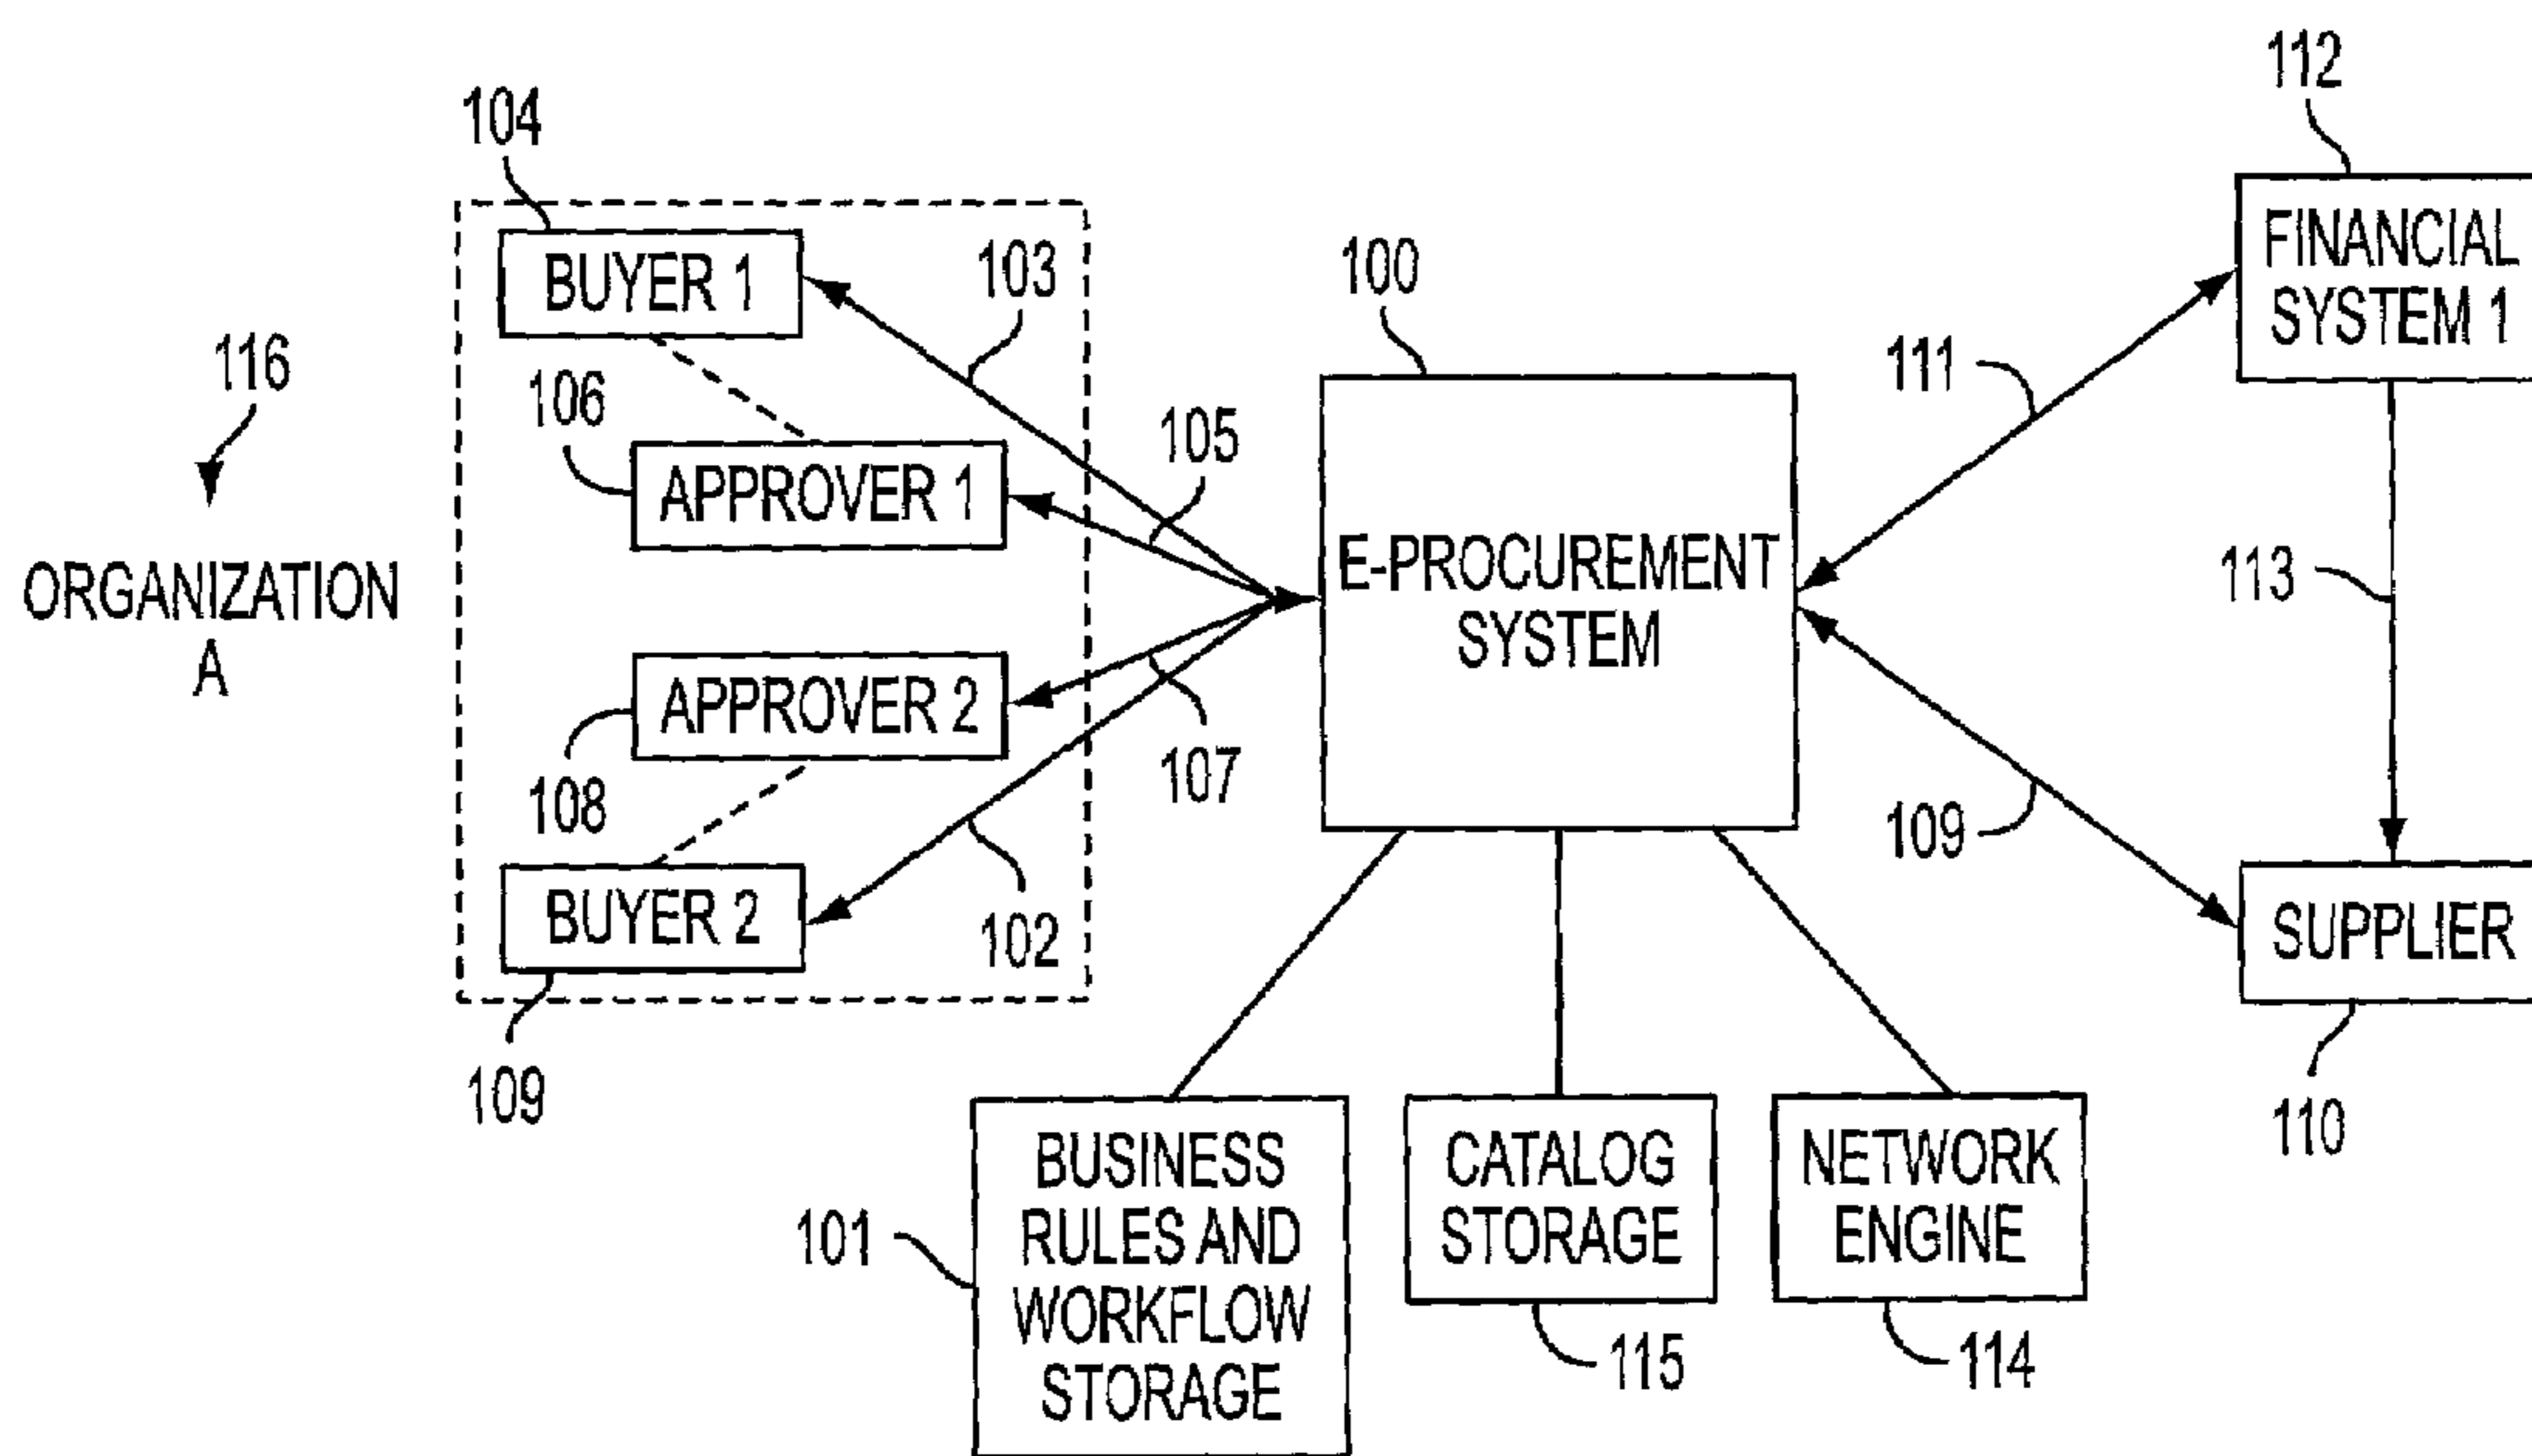 112
104
BUYER 1
103
100
FINANCIAL
SYSTEM 1
116
106
111
105
APPROVER 1
ORGANIZATION
A
E-PROCUREMENT
SYSTEM
113
APPROVER 2
108
107
109
BUYER 2
102
SUPPLIER
109
110
BUSINESS
RULES AND
WORKFLOW
STORAGE
CATALOG
STORAGE
NETWORK
ENGINE
101
115
114